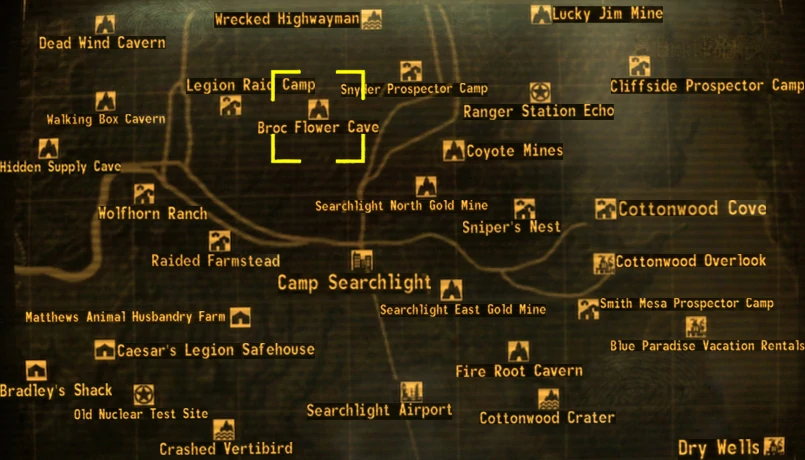 Wrecked Highwayman
Lucky Jim Mine
Dead Wind Cavern
Legion Raid Camp
Snyder Prospector Camp
Cliffside Prospector Camp
Walking Box Cavern
Broc Flower Cave
Ranger Station Echo
Coyote Mines
Hidden Supply Cave
Wolfhorn Ranch
Searchlight North Gold Mine
Sniper's Nest
Cottonwood Cove
Raided Farmstead
Cottonwood Overlook
Camp Searchlight
Searchlight East Gold Mine
Smith Mesa Prospector Camp
Matthews Animal Husbandry Farm
Blue Paradise Vacation Rentals
Caesar's Legion Safehouse
Fire Root Cavern
Bradley's Shack
Old Nuclear Test Site
Searchlight Airport
Cottonwood Crater
Crashed Vertibird
Dry Wells